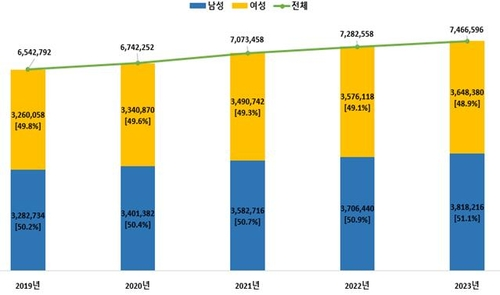 남성 여성 전체
6,542,792 6,742,252 7,073,458 7,282,558 7,466,596
3,260,058 3,340,870 3,490,742 3,576,118 3,648,380
[49.8%] [49.6%] [49.3%] [49.1%] [48.9%]
3,282,734 3,401,382 3,582,716 3,706,440 3,818,216
[50.2%] [50.4%] [50.7%] [50.9%] [51.1%]
2019년 2020년 2021년 2022년 2023년